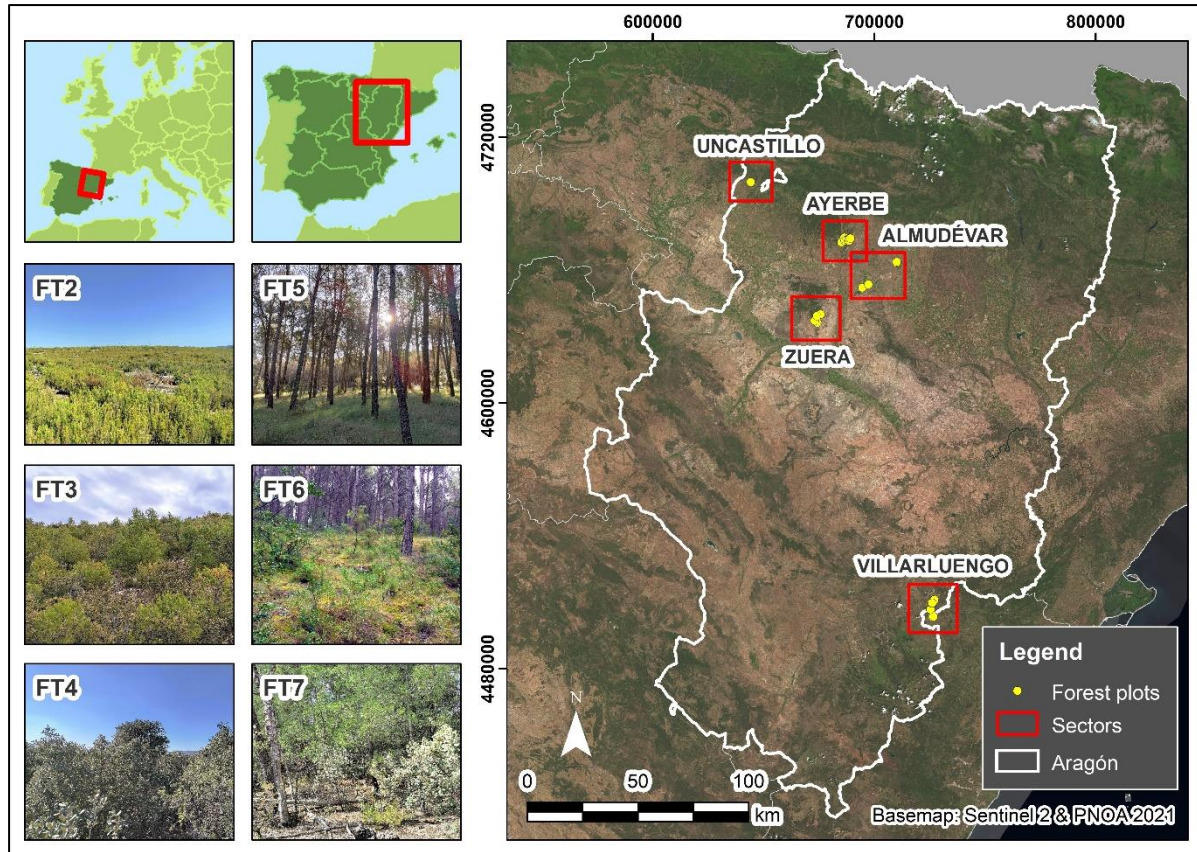 600000
700000
800000
4720000
4600000
4480000
UNCASTILLO
AYERBE
ALMUDÉVAR
ZUERA
VILLARLUENGO
FT2
FT5
FT3
FT6
FT4
FT7
Legend
Forest plots
Sectors
Aragón
N
0 50 100
km
Basemap: Sentinel 2 & PNOA 2021